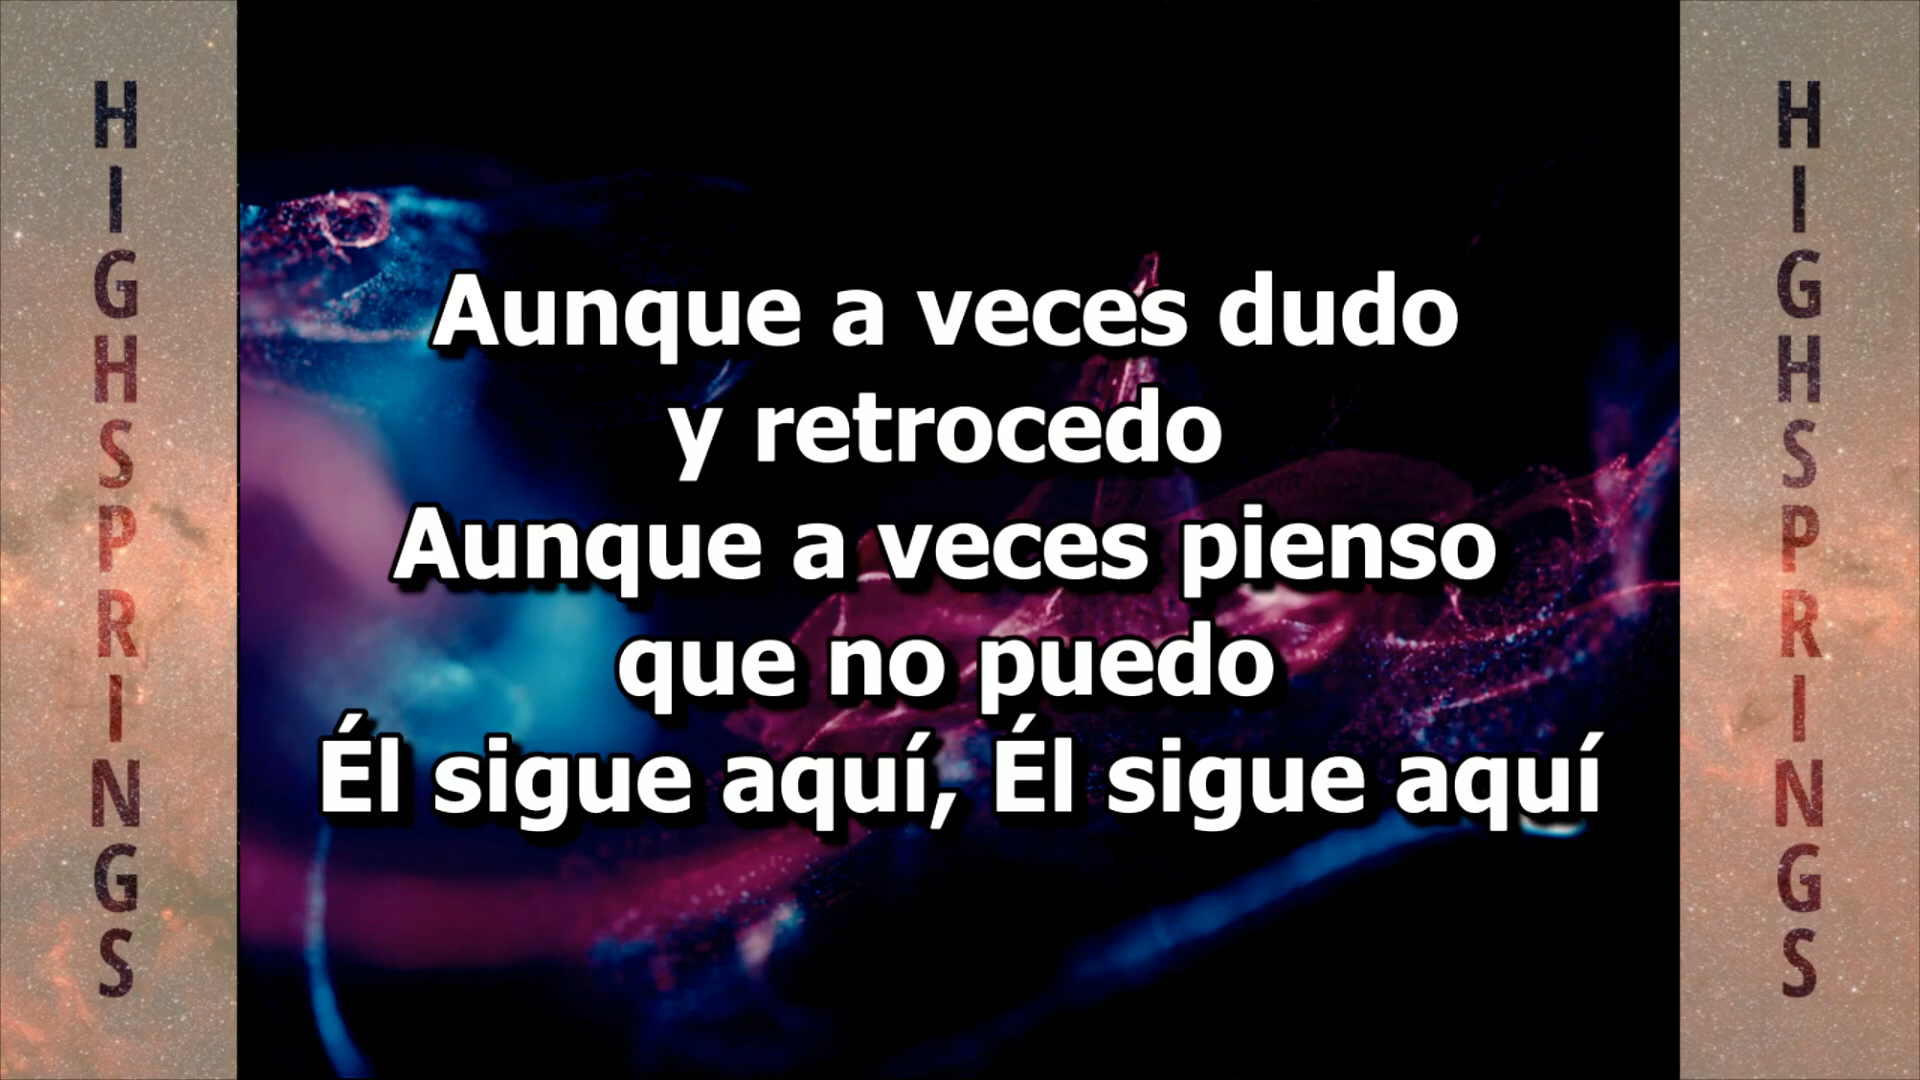 HIGHSPRINGS
Aunque a veces dudo
y retrocedo
Aunque a veces pienso
que no puedo
Él sigue aquí, Él sigue aquí
HIGHSPRINGS